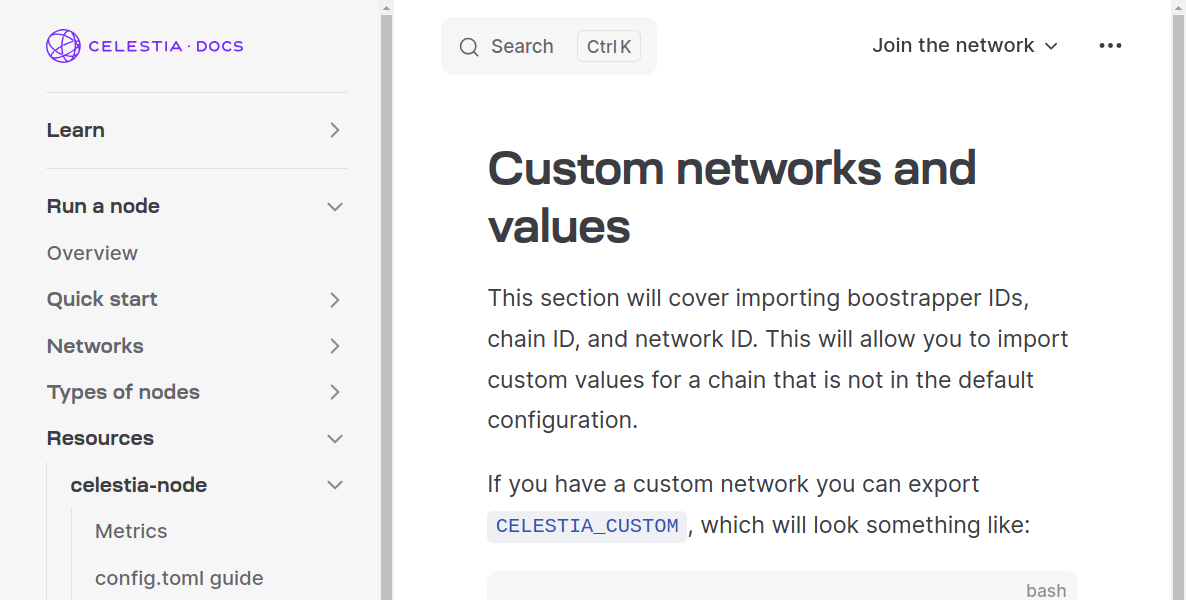 CELESTIA · DOCS
Learn
Run a node
Overview
Quick start
Networks
Types of nodes
Resources
celestia-node
Metrics
config.toml guide
Search
Ctrl K
Join the network
Custom networks and
values
This section will cover importing boostrapper IDs,
chain ID, and network ID. This will allow you to import
custom values for a chain that is not in the default
configuration.
If you have a custom network you can export
CELESTIA_CUSTOM, which will look something like:
bash